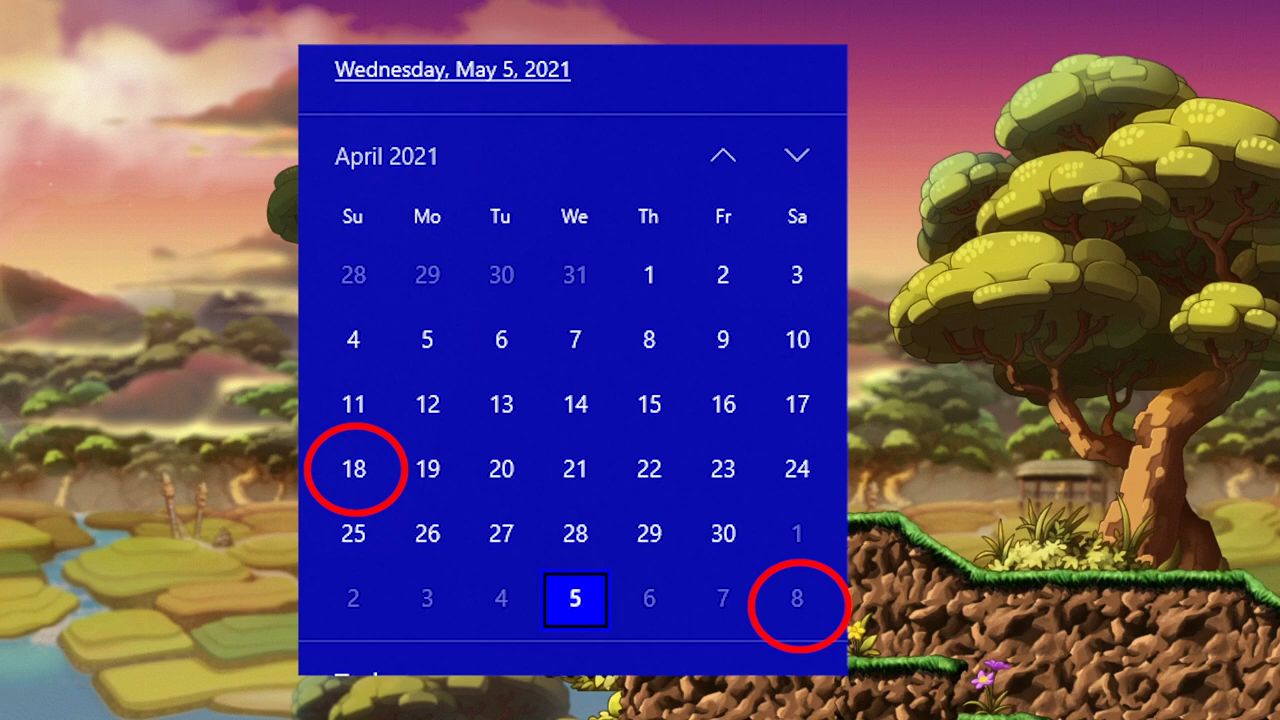 Wednesday, May 5, 2021
April 2021
Su Mo Tu We Th Fr Sa
28 29 30 31 1 2 3
4 5 6 7 8 9 10
11 12 13 14 15 16 17
18 19 20 21 22 23 24
25 26 27 28 29 30 1
2 3 4 5 6 7 8